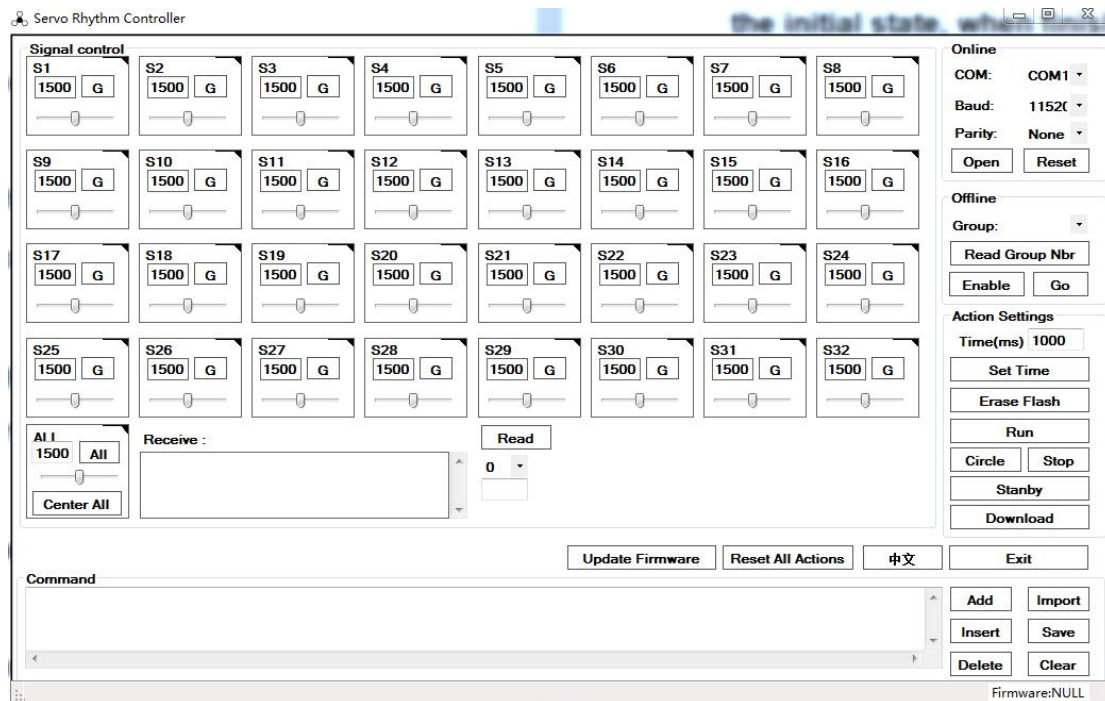 Servo Rhythm Controller
the initial state, when finis
Signal control
S1
1500 G
S2
1500 G
S3
1500 G
S4
1500 G
S5
1500 G
S6
1500 G
S7
1500 G
S8
1500 G
S9
1500 G
S10
1500 G
S11
1500 G
S12
1500 G
S13
1500 G
S14
1500 G
S15
1500 G
S16
1500 G
S17
1500 G
S18
1500 G
S19
1500 G
S20
1500 G
S21
1500 G
S22
1500 G
S23
1500 G
S24
1500 G
S25
1500 G
S26
1500 G
S27
1500 G
S28
1500 G
S29
1500 G
S30
1500 G
S31
1500 G
S32
1500 G
ALL
1500 All
Center All
Receive :
Read
0
Online
COM: COM1
Baud: 1152(
Parity: None
Open Reset
Offline
Group:
Read Group Nbr
Enable Go
Action Settings
Time(ms) 1000
Set Time
Erase Flash
Run
Circle Stop
Stanby
Download
Update Firmware Reset All Actions 中文 Exit
Command
Add Import
Insert Save
Delete Clear
Firmware:NULL